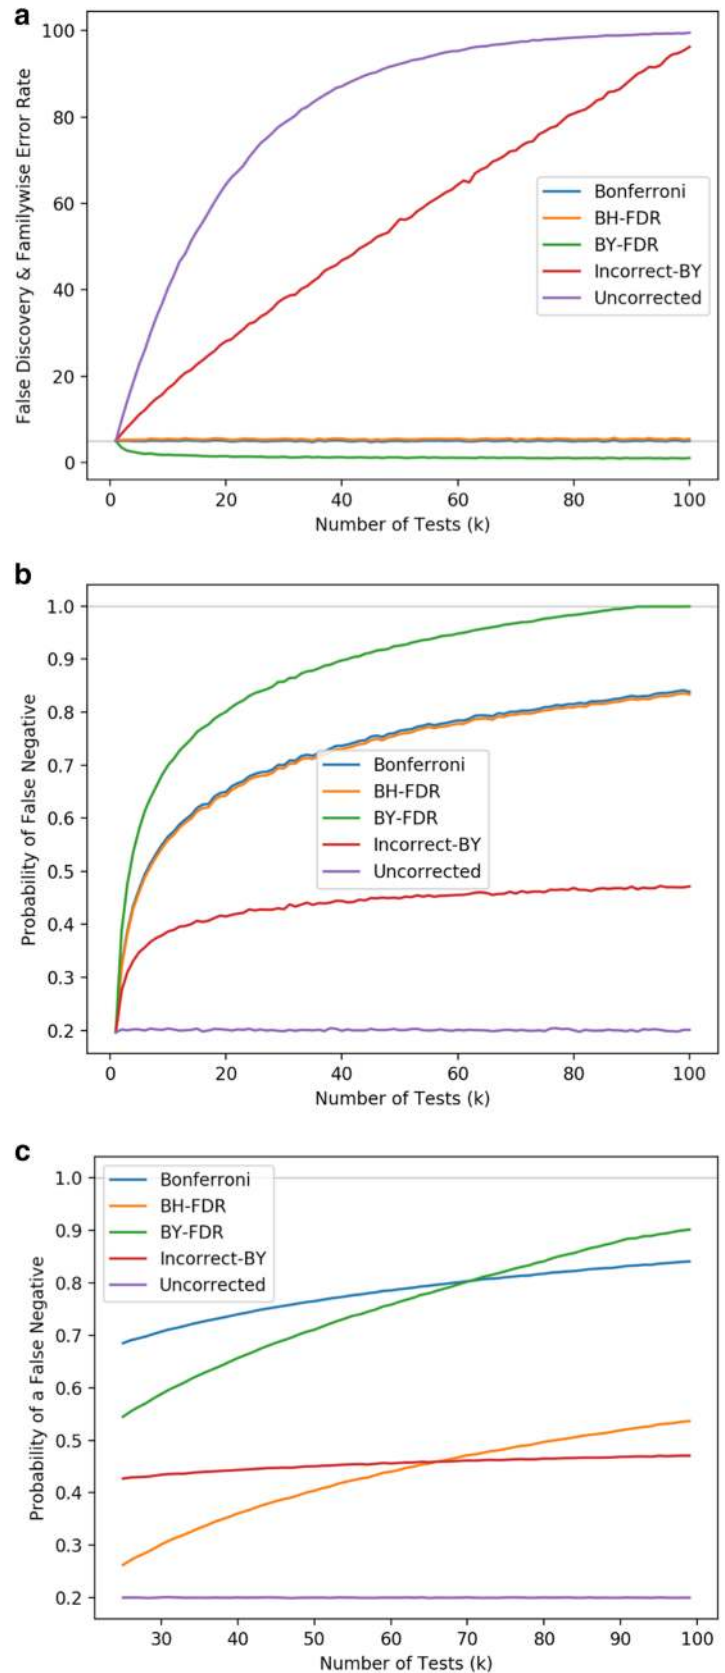 a
False Discovery & Familywise Error Rate
100
80
60
40
20
0
Bonferroni
BH-FDR
BY-FDR
Incorrect-BY
Uncorrected
0 20 40 60 80 100
Number of Tests (k)
b
Probability of False Negative
1.0
0.9
0.8
0.7
0.6
0.5
0.4
0.3
0.2
Bonferroni
BH-FDR
BY-FDR
Incorrect-BY
Uncorrected
0 20 40 60 80 100
Number of Tests (k)
c
Probability of a False Negative
1.0
0.9
0.8
0.7
0.6
0.5
0.4
0.3
0.2
Bonferroni
BH-FDR
BY-FDR
Incorrect-BY
Uncorrected
30 40 50 60 70 80 90 100
Number of Tests (k)